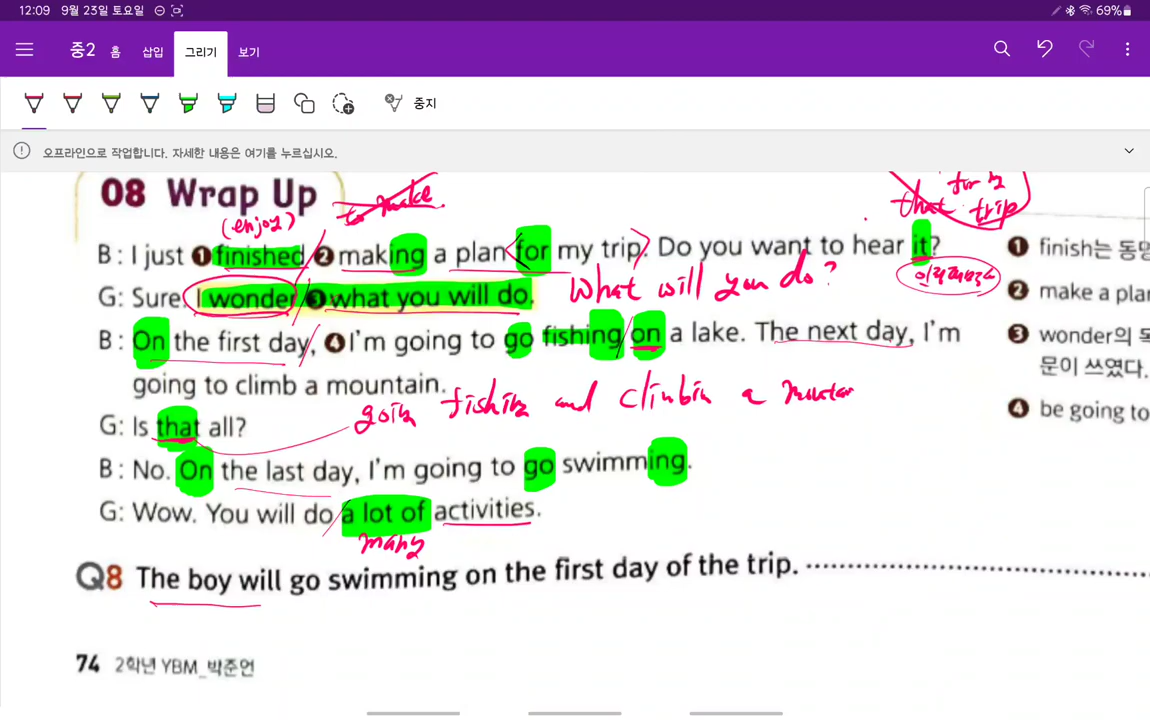 12:09 9월 23일 토요일 69%
중2 홈 삽입 그리기 보기
중지
오프라인으로 작업합니다. 자세한 내용은 여기를 누르십시오.
08 Wrap Up
to make
(enjoy)
for 2
that trip
B : I just ❶ finished ❷ making a plan for my trip. Do you want to hear it?
❶ finish는 동명
G: Sure. I wonder ❸ what you will do.
What will you do?
❷ make a plan
B : On the first day, ❹ I'm going to go fishing on a lake. The next day, I'm
❸ wonder의 목
문이 쓰였다.
going to climb a mountain.
going fishing and climbin a
❹ be going to
G: Is that all?
B : No. On the last day, I'm going to go swimming.
G: Wow. You will do a lot of activities.
many
Q8 The boy will go swimming on the first day of the trip.
74 2학년 YBM_박준언